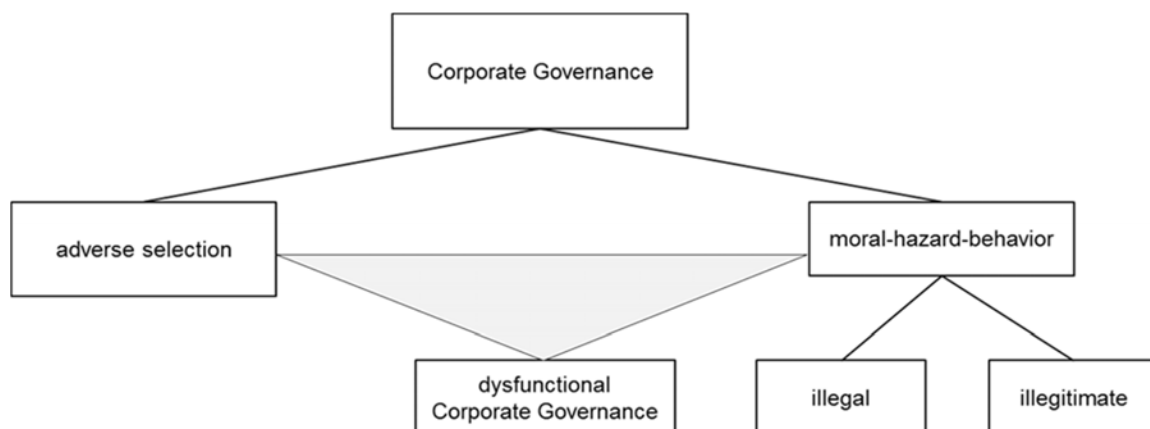 Corporate Governance
adverse selection
moral-hazard-behavior
dysfunctional
Corporate Governance
illegal
illegitimate